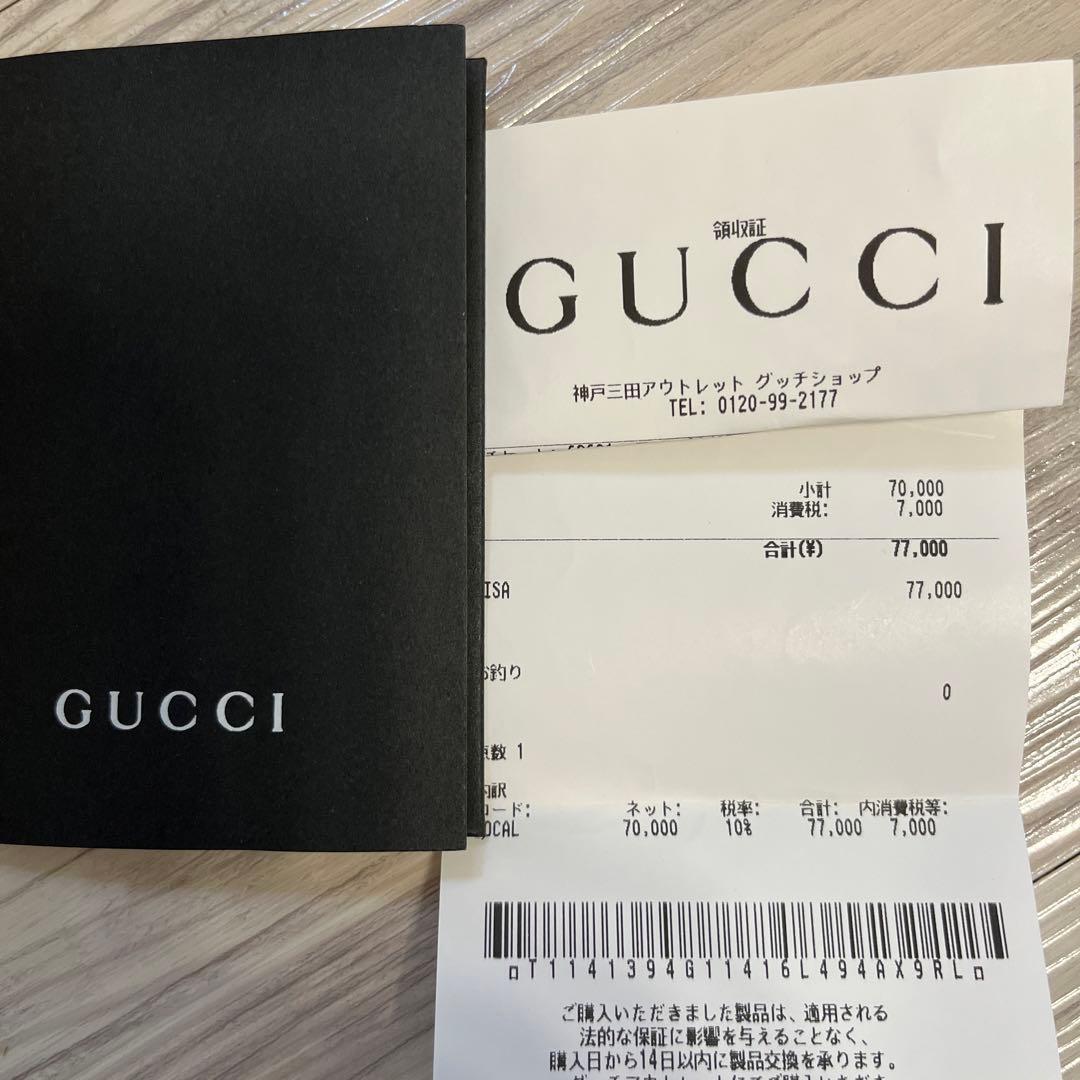 GUCCI
領収証
GUCCI
神戸三田アウトレット グッチショップ
TEL: 0120-99-2177
小計 70,000
消費税: 7,000
合計(¥) 77,000
ISA 77,000
お釣り
0
点数 1
内訳
コード: ネット: 税率: 合計: 内消費税等:
OCAL 70,000 10% 77,000 7,000
T1141394G11416L494AX9RL
ご購入いただきました製品は、適用される
法的な保証に影響を与えることなく、
購入日から14日以内に製品交換を承ります。